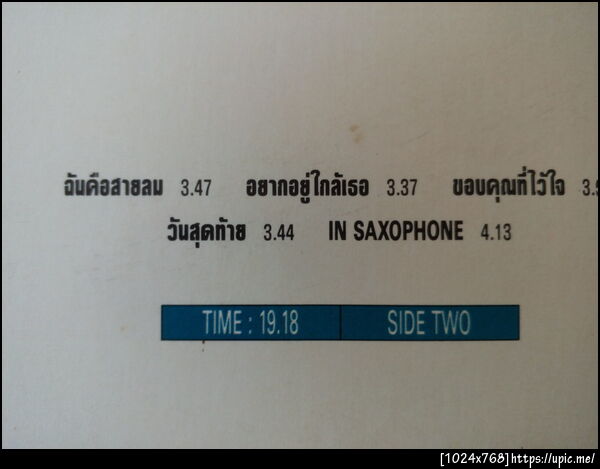 ฉันคือสายลม 3.47 อยากอยู่ใกล้เธอ 3.37 ขอบคุณที่ไว้ใจ
วันสุดท้าย 3.44 IN SAXOPHONE 4.13
TIME : 19.18 SIDE TWO
[1024x768]https://upic.me/